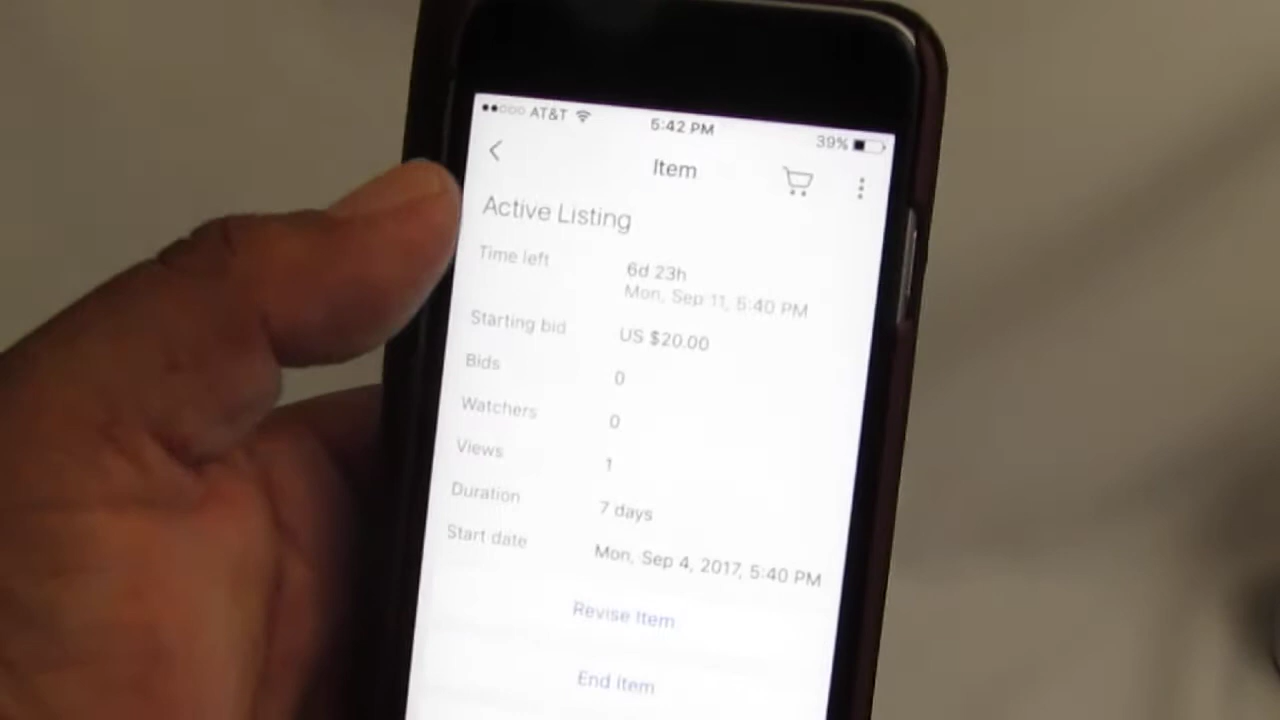 AT&T 5:42 PM 39%
Item
Active Listing
Time left 6d 23h
Mon, Sep 11, 5:40 PM
Starting bid US $20.00
Bids 0
Watchers 0
Views 1
Duration 7 days
Start date Mon, Sep 4, 2017, 5:40 PM
Revise Item
End Item